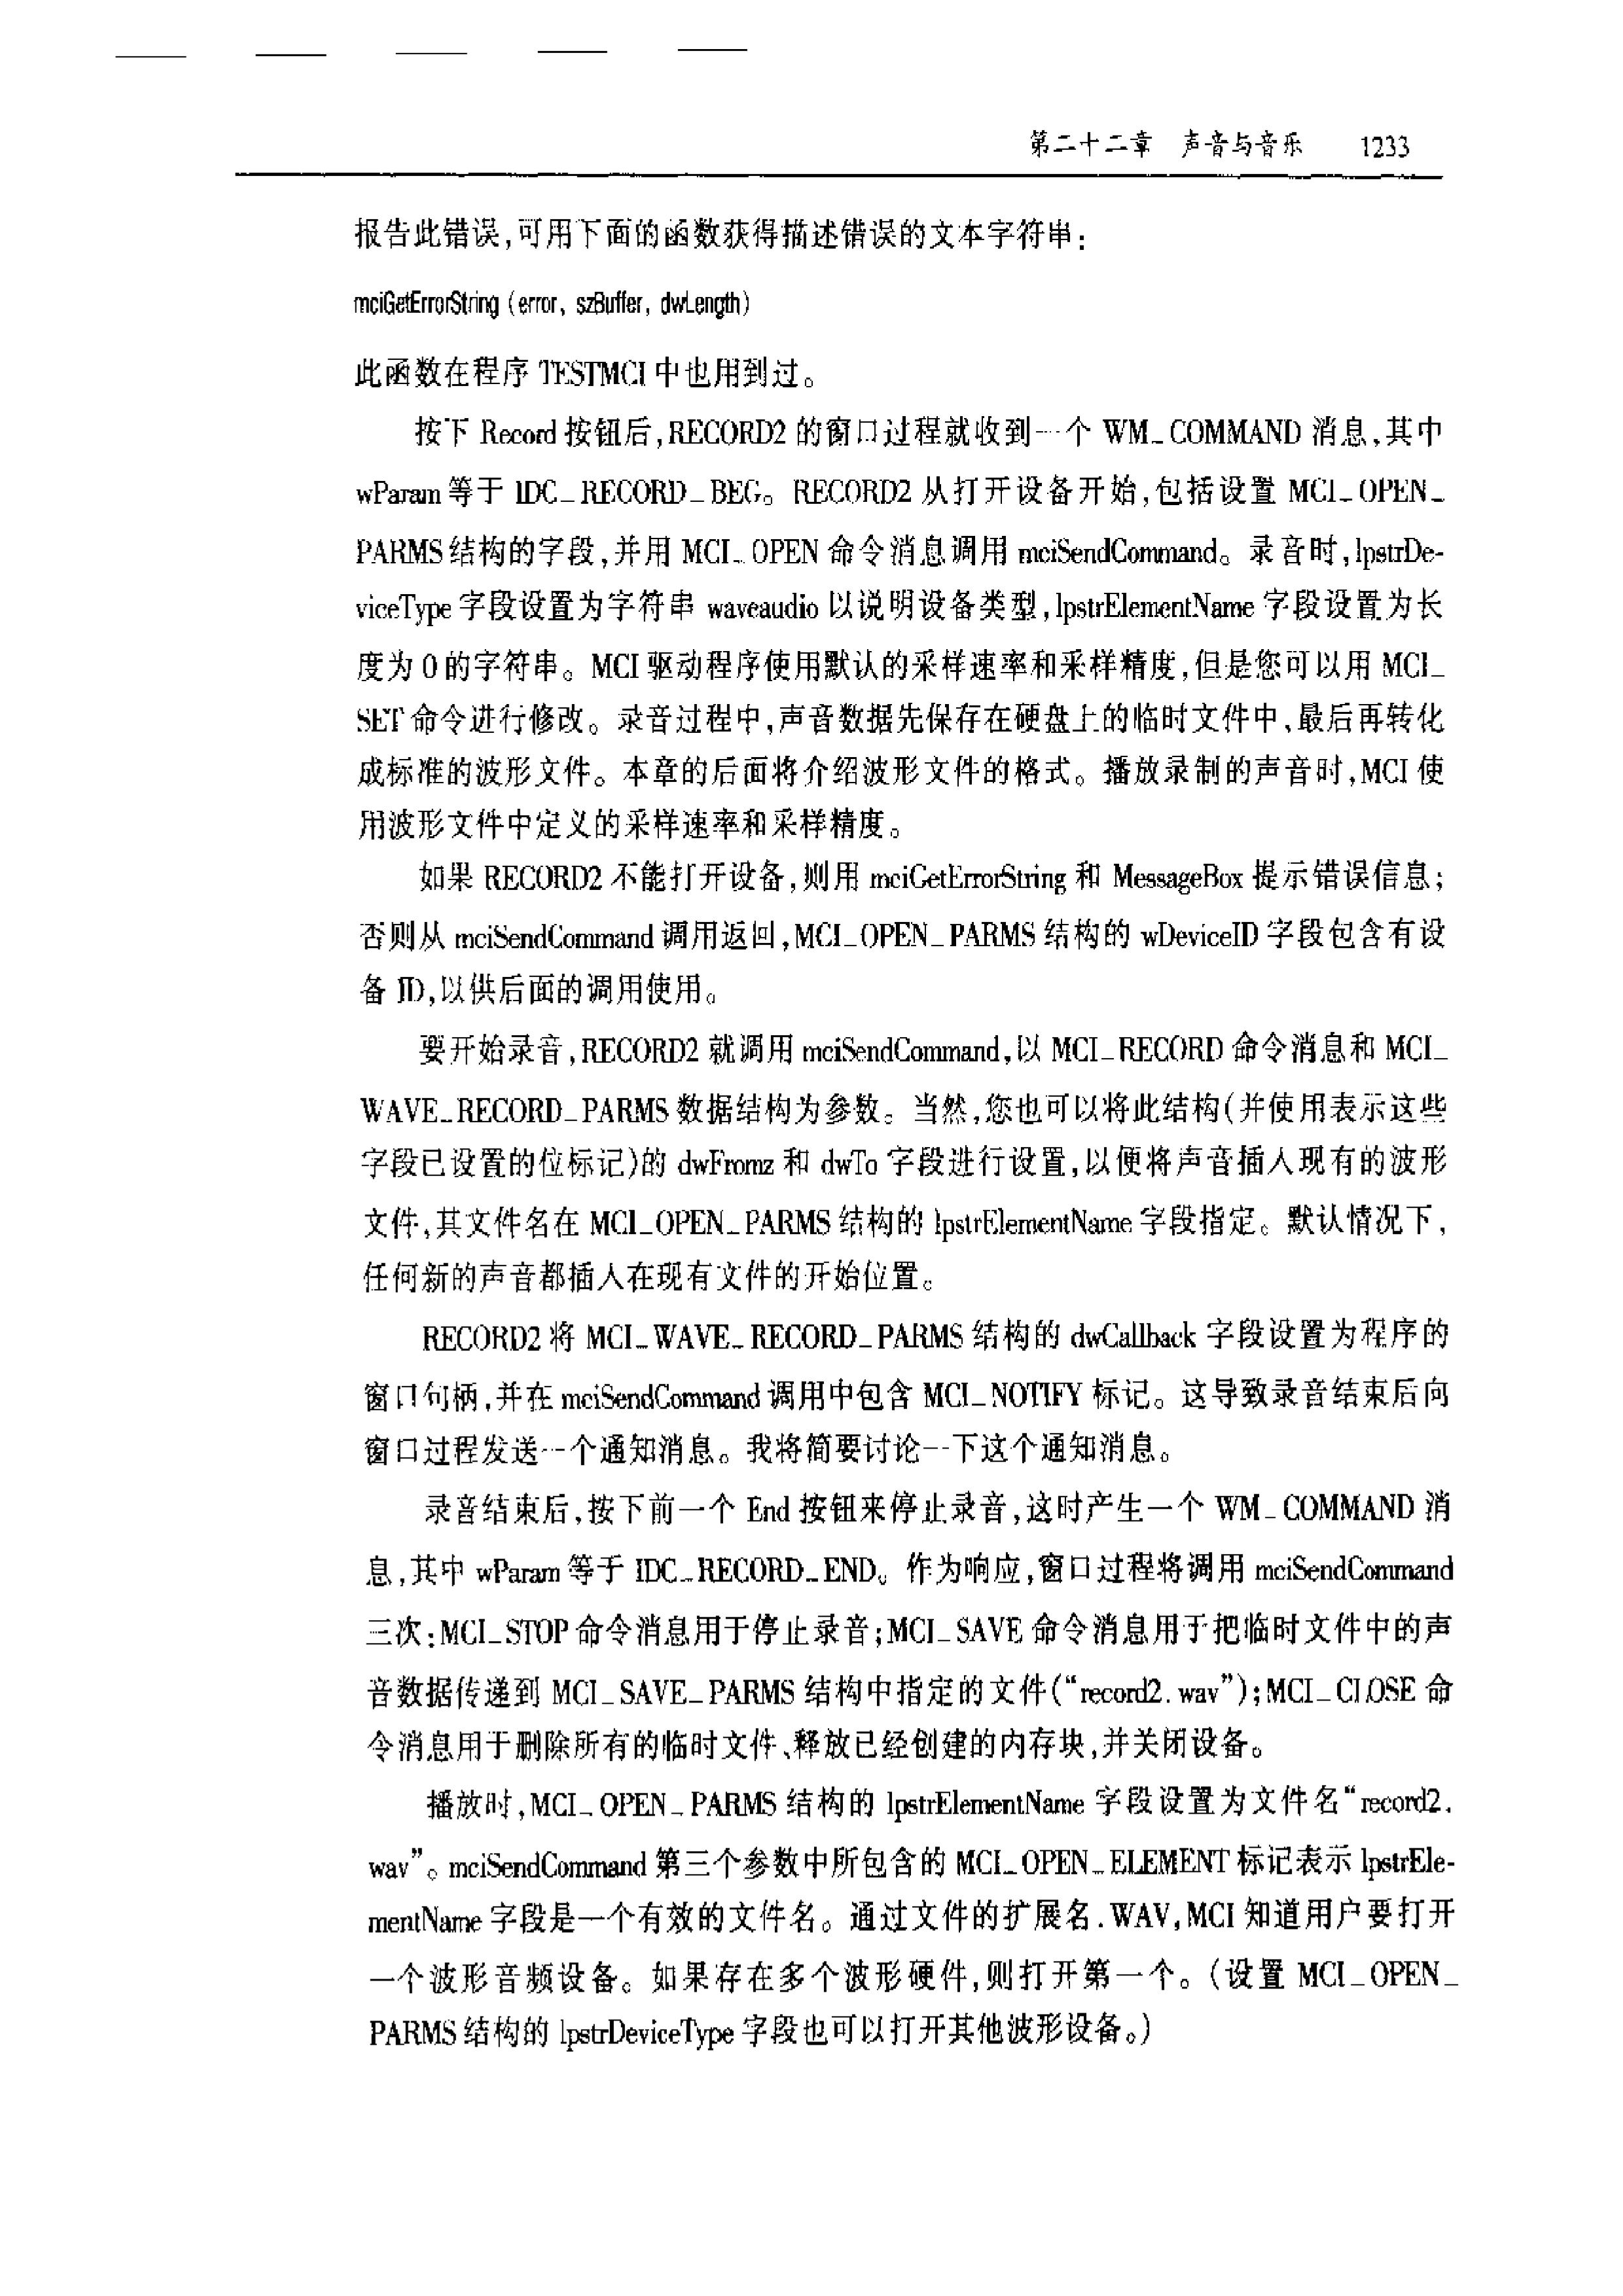 第二十二章 声音与音乐 1233
报告此错误,可用下面的函数获得描述错误的文本字符串:
mciGetErrorString (error, szBuffer, dwLength)
此函数在程序 TESTMCI 中也用到过。
按下 Record 按钮后,RECORD2 的窗口过程就收到一个 WM_COMMAND 消息,其中
wParam 等于 IDC_RECORD_BEG。RECORD2 从打开设备开始,包括设置 MCI_OPEN_
PARMS 结构的字段,并用 MCI_OPEN 命令消息调用 mciSendCommand。录音时,lpstrDe-
viceType 字段设置为字符串 waveaudio 以说明设备类型,lpstrElementName 字段设置为长
度为 0 的字符串。MCI 驱动程序使用默认的采样速率和采样精度,但是您可以用 MCI_
SET 命令进行修改。录音过程中,声音数据先保存在硬盘上的临时文件中,最后再转化
成标准的波形文件。本章的后面将介绍波形文件的格式。播放录制的声音时,MCI 使
用波形文件中定义的采样速率和采样精度。
如果 RECORD2 不能打开设备,则用 mciGetErrorString 和 MessageBox 提示错误信息;
否则从 mciSendCommand 调用返回,MCI_OPEN_PARMS 结构的 wDeviceID 字段包含有设
备 ID,以供后面的调用使用。
要开始录音,RECORD2 就调用 mciSendCommand,以 MCI_RECORD 命令消息和 MCI_
WAVE_RECORD_PARMS 数据结构为参数。当然,您也可以将此结构(并使用表示这些
字段已设置的位标记)的 dwFromz 和 dwTo 字段进行设置,以便将声音插入现有的波形
文件,其文件名在 MCI_OPEN_PARMS 结构的 lpstrElementName 字段指定。默认情况下,
任何新的声音都插入在现有文件的开始位置。
RECORD2 将 MCI_WAVE_RECORD_PARMS 结构的 dwCallback 字段设置为程序的
窗口句柄,并在 mciSendCommand 调用中包含 MCI_NOTIFY 标记。这导致录音结束后向
窗口过程发送一个通知消息。我将简要讨论一下这个通知消息。
录音结束后,按下前一个 End 按钮来停止录音,这时产生一个 WM_COMMAND 消
息,其中 wParam 等于 IDC_RECORD_END。作为响应,窗口过程将调用 mciSendCommand
三次:MCI_STOP 命令消息用于停止录音;MCI_SAVE 命令消息用于把临时文件中的声
音数据传递到 MCI_SAVE_PARMS 结构中指定的文件(“record2.wav”);MCI_CLOSE 命
令消息用于删除所有的临时文件、释放已经创建的内存块,并关闭设备。
播放时,MCI_OPEN_PARMS 结构的 lpstrElementName 字段设置为文件名“record2.
wav”。mciSendCommand 第三个参数中所包含的 MCI_OPEN_ELEMENT 标记表示 lpstrEle-
mentName 字段是一个有效的文件名。通过文件的扩展名.WAV,MCI 知道用户要打开
一个波形音频设备。如果存在多个波形硬件,则打开第一个。(设置 MCI_OPEN_
PARMS 结构的 lpstrDeviceType 字段也可以打开其他波形设备。)